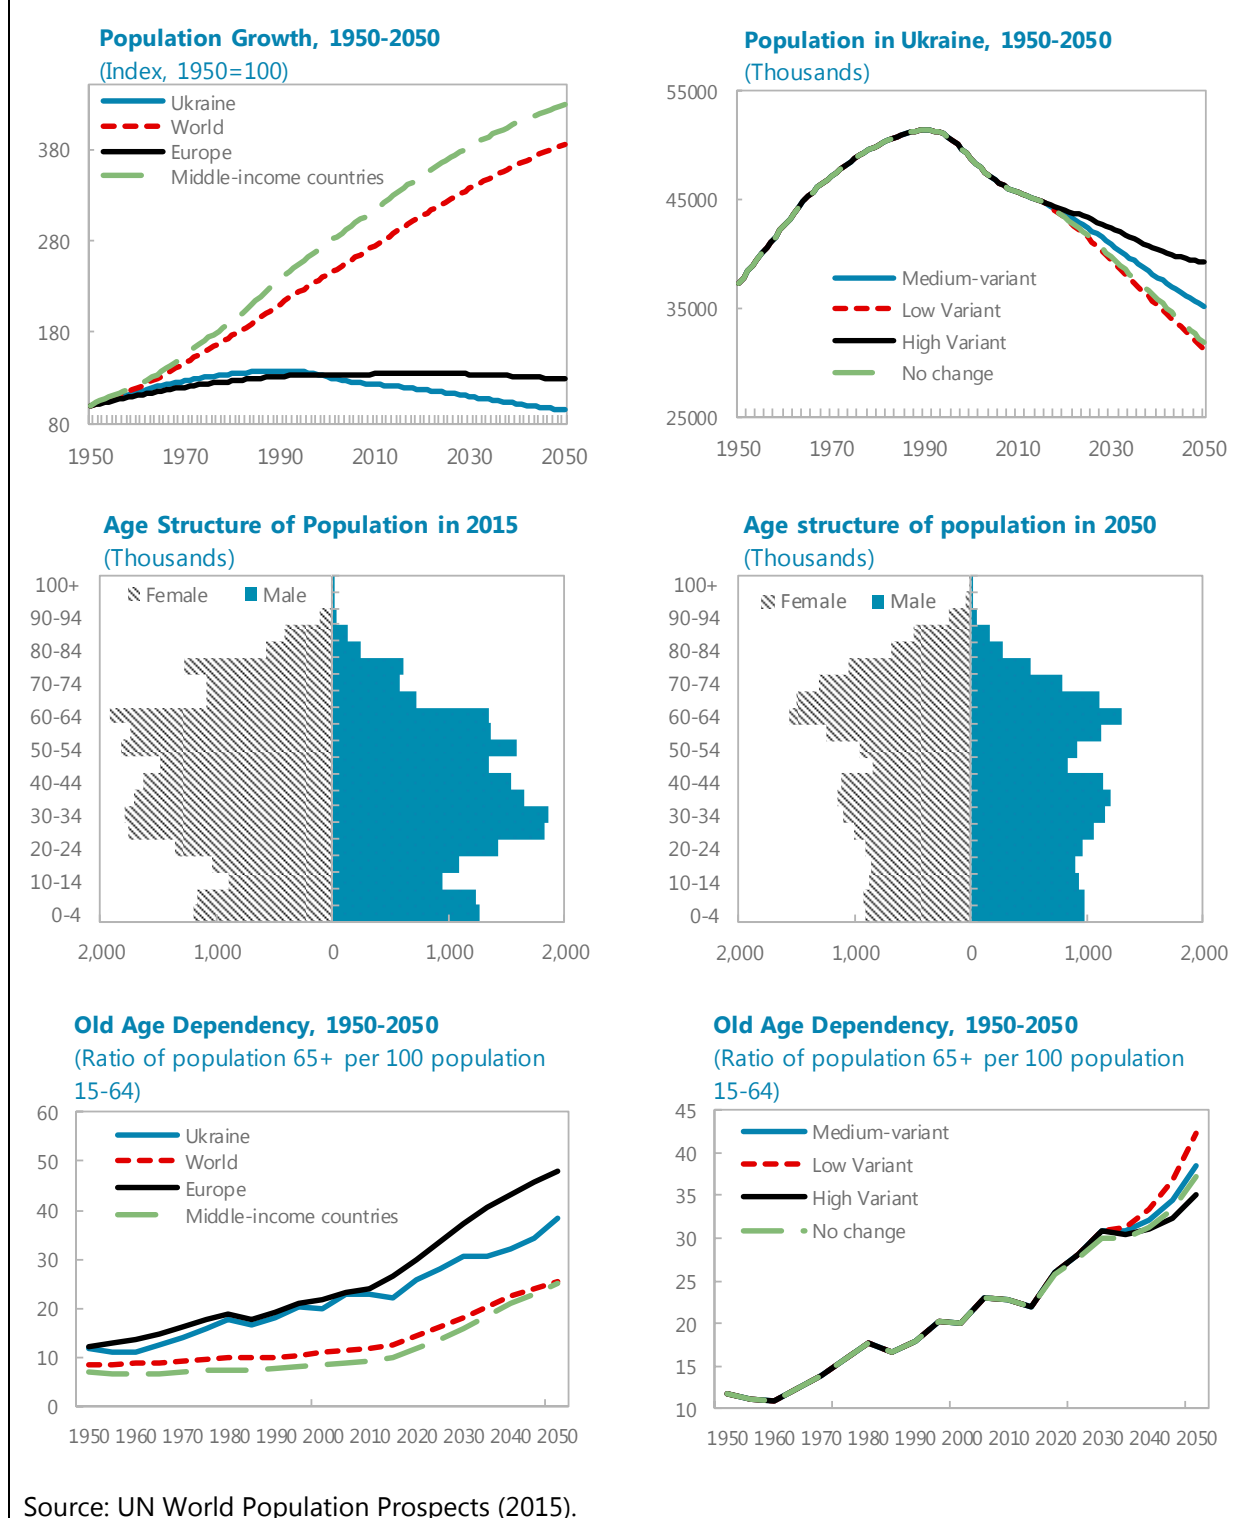 Population Growth, 1950-2050
(Index, 1950=100)
Ukraine
World
Europe
Middle-income countries
380
280
180
80
1950 1970 1990 2010 2030 2050
Population in Ukraine, 1950-2050
(Thousands)
55000
45000
35000
25000
Medium-variant
Low Variant
High Variant
No change
1950 1970 1990 2010 2030 2050
Age Structure of Population in 2015
(Thousands)
Female Male
100+
90-94
80-84
70-74
60-64
50-54
40-44
30-34
20-24
10-14
0-4
2,000 1,000 0 1,000 2,000
Age structure of population in 2050
(Thousands)
Female Male
100+
90-94
80-84
70-74
60-64
50-54
40-44
30-34
20-24
10-14
0-4
2,000 1,000 0 1,000 2,000
Old Age Dependency, 1950-2050
(Ratio of population 65+ per 100 population
15-64)
60
50
40
30
20
10
0
Ukraine
World
Europe
Middle-income countries
1950 1960 1970 1980 1990 2000 2010 2020 2030 2040 2050
Old Age Dependency, 1950-2050
(Ratio of population 65+ per 100 population
15-64)
45
40
35
30
25
20
15
10
Medium-variant
Low Variant
High Variant
No change
1950 1960 1970 1980 1990 2000 2010 2020 2030 2040 2050
Source: UN World Population Prospects (2015).